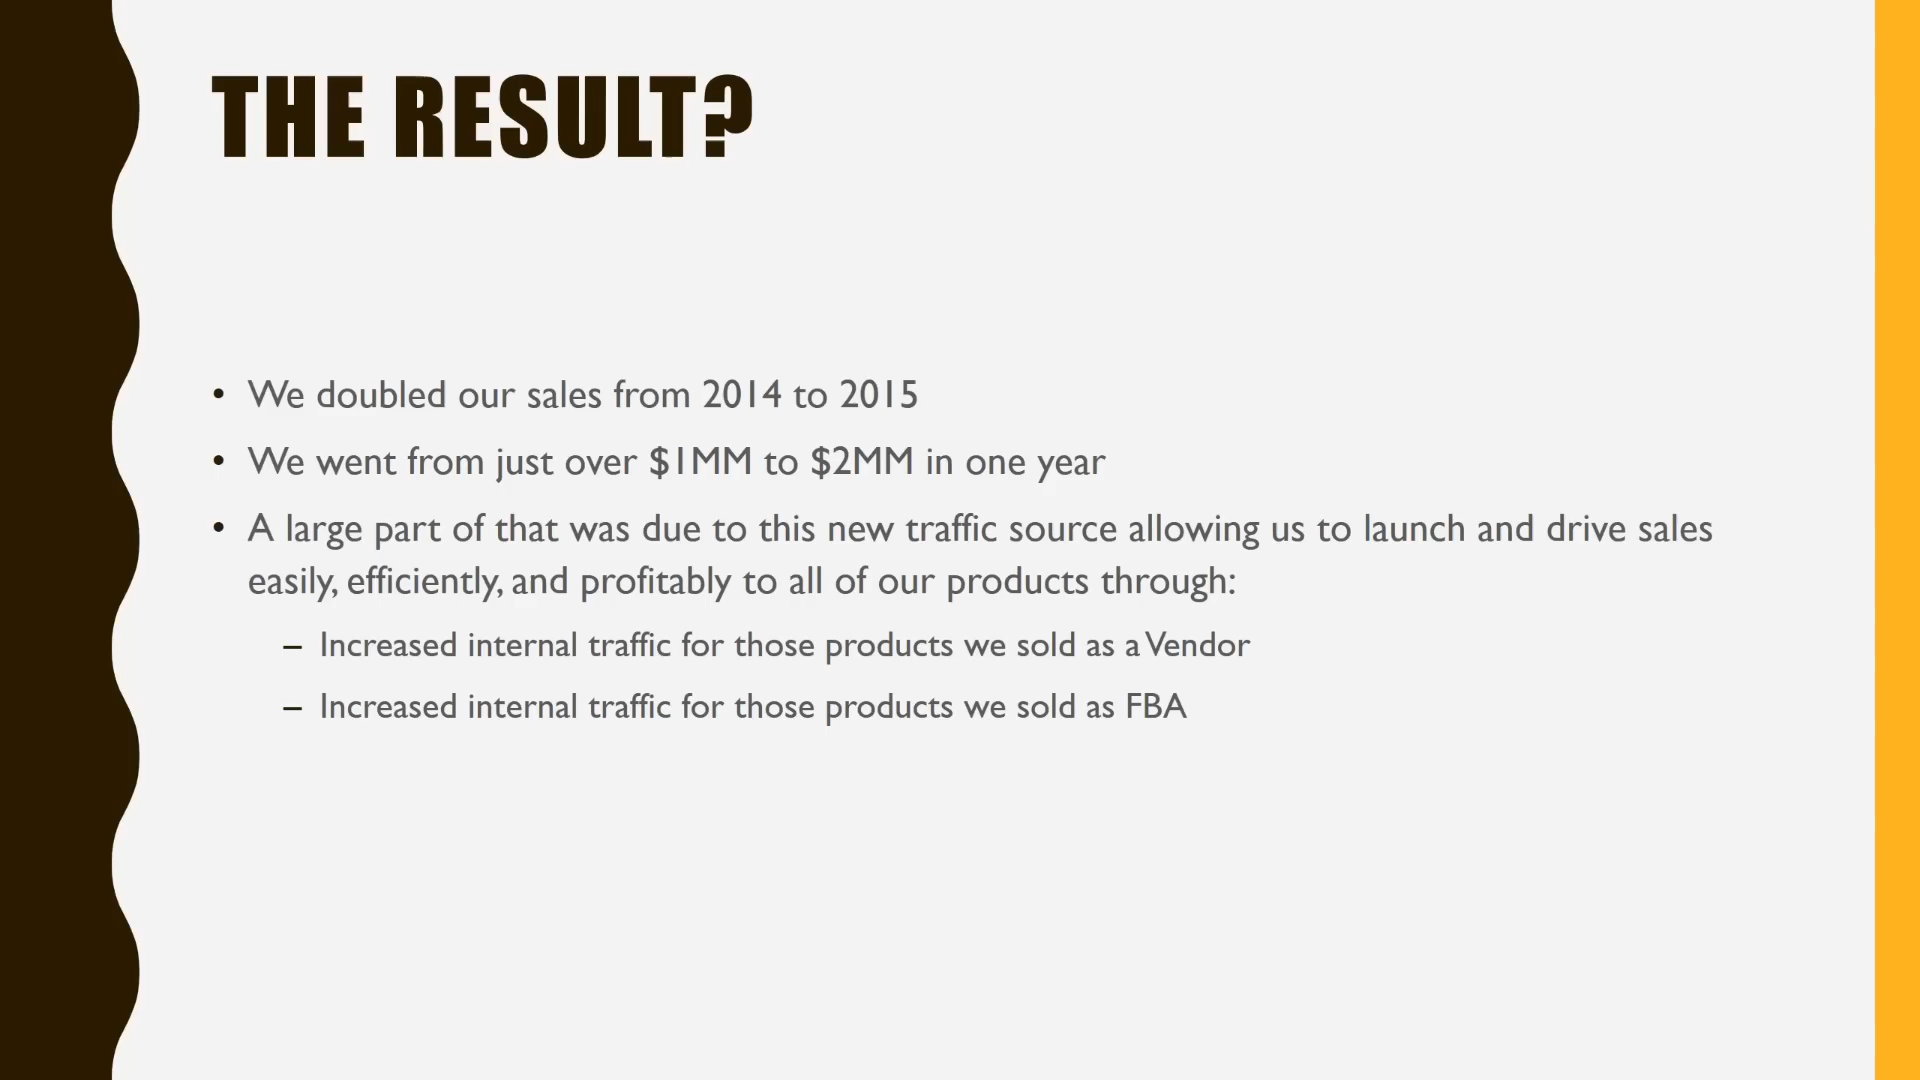 THE RESULT?
• We doubled our sales from 2014 to 2015
• We went from just over $1MM to $2MM in one year
• A large part of that was due to this new traffic source allowing us to launch and drive sales
easily, efficiently, and profitably to all of our products through:
– Increased internal traffic for those products we sold as a Vendor
– Increased internal traffic for those products we sold as FBA